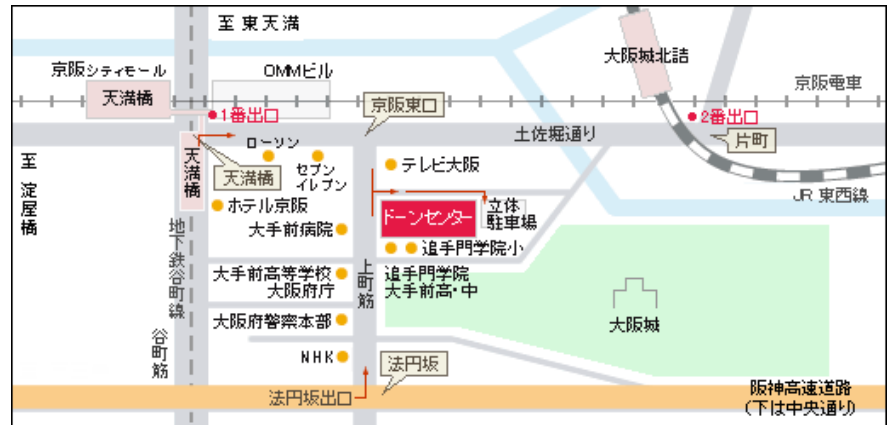 至 東天満
大阪城北詰
京阪シティモール
OMMビル
京阪電車
天満橋
京阪東口
1番出口
2番出口
土佐堀通り
片町
ローソン
天満橋
セブン
イレブン
テレビ大阪
至 淀屋橋
天満橋
JR 東西線
ホテル京阪
ドーンセンター
立体
駐車場
大手前病院
追手門学院小
地下鉄谷町線
上町筋
大手前高等学校
大阪府庁
追手門学院
大手前高・中
大阪府警察本部
大阪城
谷町筋
NHK
法円坂
法円坂出口
阪神高速道路
(下は中央通り)